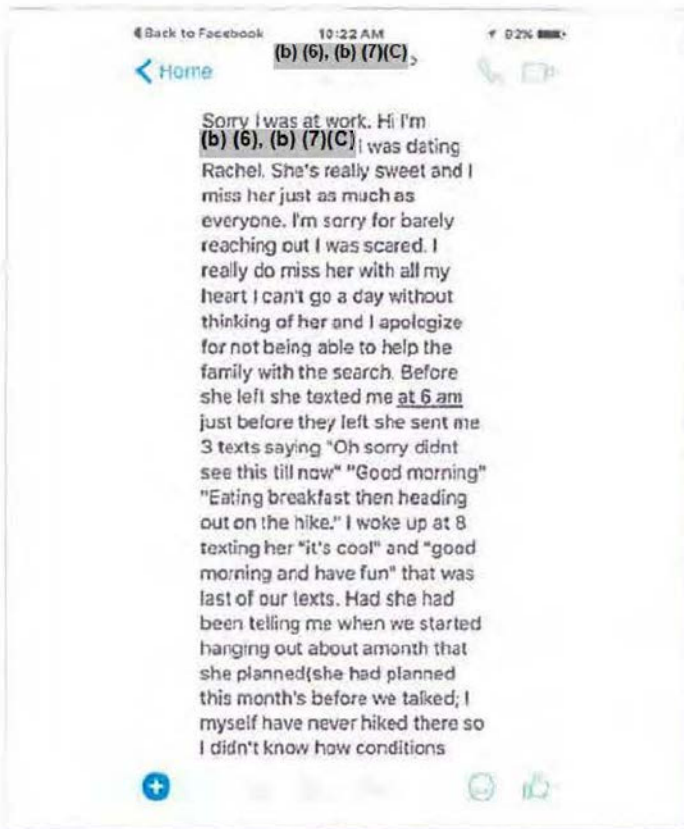 Back to Facebook 10:22 AM 92%
(b) (6), (b) (7)(C)
Home
Sorry I was at work. Hi I'm
(b) (6), (b) (7)(C) I was dating
Rachel. She's really sweet and I
miss her just as much as
everyone. I'm sorry for barely
reaching out I was scared. I
really do miss her with all my
heart I can't go a day without
thinking of her and I apologize
for not being able to help the
family with the search. Before
she left she texted me at 6 am
just before they left she sent me
3 texts saying "Oh sorry didnt
see this till now" "Good morning"
"Eating breakfast then heading
out on the hike." I woke up at 8
texting her "it's cool" and "good
morning and have fun" that was
last of our texts. Had she had
been telling me when we started
hanging out about amonth that
she planned(she had planned
this month's before we talked; I
myself have never hiked there so
I didn't know how conditions